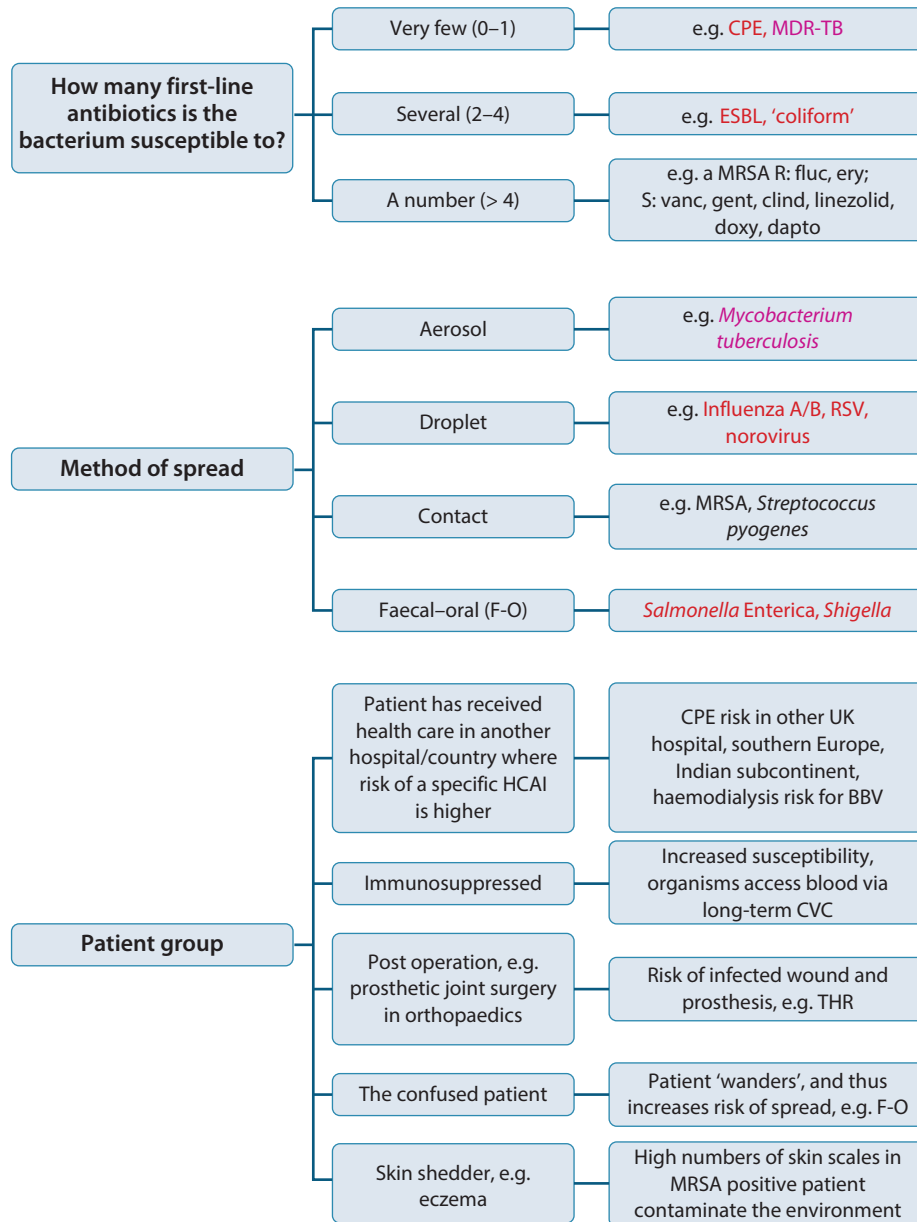 How many first-line
antibiotics is the
bacterium susceptible to?
Very few (0–1)
e.g. CPE, MDR-TB
Several (2–4)
e.g. ESBL, ‘coliform’
A number (> 4)
e.g. a MRSA R: fluc, ery;
S: vanc, gent, clind, linezolid,
doxy, dapto
Method of spread
Aerosol
e.g. Mycobacterium
tuberculosis
Droplet
e.g. Influenza A/B, RSV,
norovirus
Contact
e.g. MRSA, Streptococcus
pyogenes
Faecal–oral (F-O)
Salmonella Enterica, Shigella
Patient group
Patient has received
health care in another
hospital/country where
risk of a specific HCAI
is higher
CPE risk in other UK
hospital, southern Europe,
Indian subcontinent,
haemodialysis risk for BBV
Immunosuppressed
Increased susceptibility,
organisms access blood via
long-term CVC
Post operation, e.g.
prosthetic joint surgery
in orthopaedics
Risk of infected wound and
prosthesis, e.g. THR
The confused patient
Patient ‘wanders’, and thus
increases risk of spread, e.g. F-O
Skin shedder, e.g.
eczema
High numbers of skin scales in
MRSA positive patient
contaminate the environment